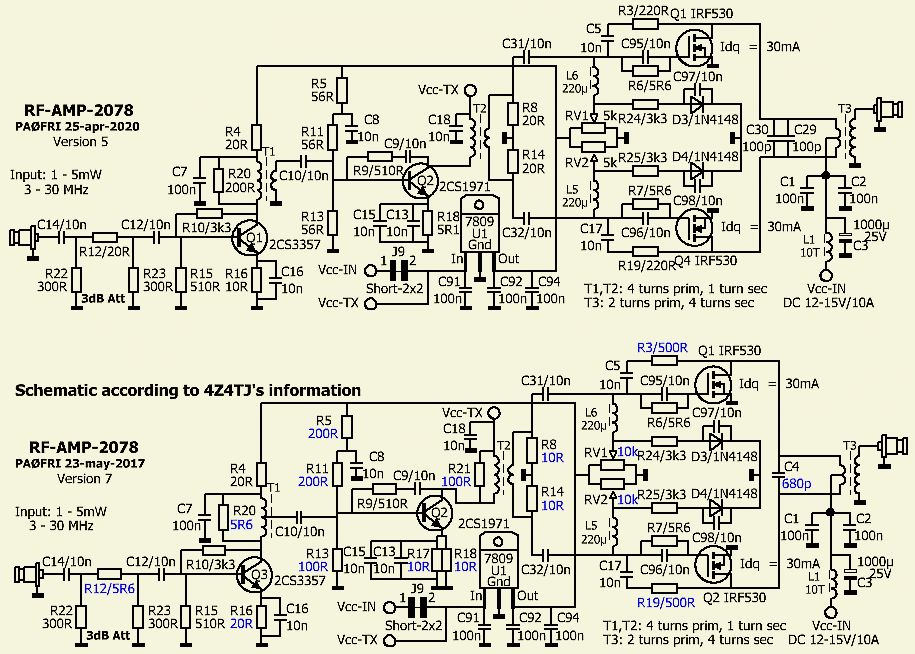 R3/220R
Q1 IRF530
C5
10n
C31/10n
C95/10n
Idq = 30mA
R6/5R6
C97/10n
L6
220µ
R5
56R
Vcc-TX
T2
RF-AMP-2078
PAØFRI 25-apr-2020
Version 5
R4
20R
R11
56R
C8
10n
C18
10n
R8
20R
RV1
5k
R24/3k3
D3/1N4148
C30
100p
C29
100p
T3
Input: 1 - 5mW
3 - 30 MHz
C7
100n
R20
200R
T1
C10/10n
C9/10n
R9/510R
Q2
2CS1971
R14
20R
RV2
5k
R25/3k3
D4/1N4148
L5
220µ
R7/5R6
C98/10n
C1
100n
C2
100n
C14/10n
C12/10n
R10/3k3
R13
56R
C15
10n
C13
10n
R18
5R1
7809
U1
Gnd
C32/10n
C17
10n
C96/10n
Idq = 30mA
1000µ
25V
C3
R12/20R
Q1
2CS3357
J9
1 2
In
Out
R19/220R
Q4 IRF530
L1
10T
R22
300R
3dB Att
R23
300R
R15
510R
R16
10R
C16
10n
Vcc-IN
Vcc-TX
Short-2x2
C91
100n
C92
100n
C94
100n
T1,T2: 4 turns prim, 1 turn sec
T3: 2 turns prim, 4 turns sec
Vcc-IN
DC 12-15V/10A
Schematic according to 4Z4TJ's information
R3/500R
Q1 IRF530
C5
10n
C31/10n
C95/10n
Idq = 30mA
R6/5R6
C97/10n
L6
220µ
R5
200R
Vcc-TX
C18
10n
T2
RF-AMP-2078
PAØFRI 23-may-2017
Version 7
R4
20R
R11
200R
C8
10n
R21
100R
R8
10R
RV1
10k
R24/3k3
D3/1N4148
C4
680p
T3
Input: 1 - 5mW
3 - 30 MHz
C7
100n
R20
5R6
T1
C10/10n
C9/10n
R9/510R
Q2
2CS1971
R14
10R
RV2
10k
R25/3k3
D4/1N4148
L5
220µ
R7/5R6
C98/10n
C1
100n
C2
100n
C14/10n
C12/10n
R10/3k3
R13
100R
C15
10n
C13
10n
R17
10R
R18
10R
7809
U1
Gnd
C32/10n
C17
10n
C96/10n
Idq = 30mA
1000µ
25V
C3
R12/5R6
Q3
2CS3357
J9
1 2
In
Out
R19/500R
Q2 IRF530
L1
10T
R22
300R
3dB Att
R23
300R
R15
510R
R16
20R
C16
10n
Vcc-IN
Vcc-TX
Short-2x2
C91
100n
C92
100n
C94
100n
T1,T2: 4 turns prim, 1 turn sec
T3: 2 turns prim, 4 turns sec
Vcc-IN
DC 12-15V/10A